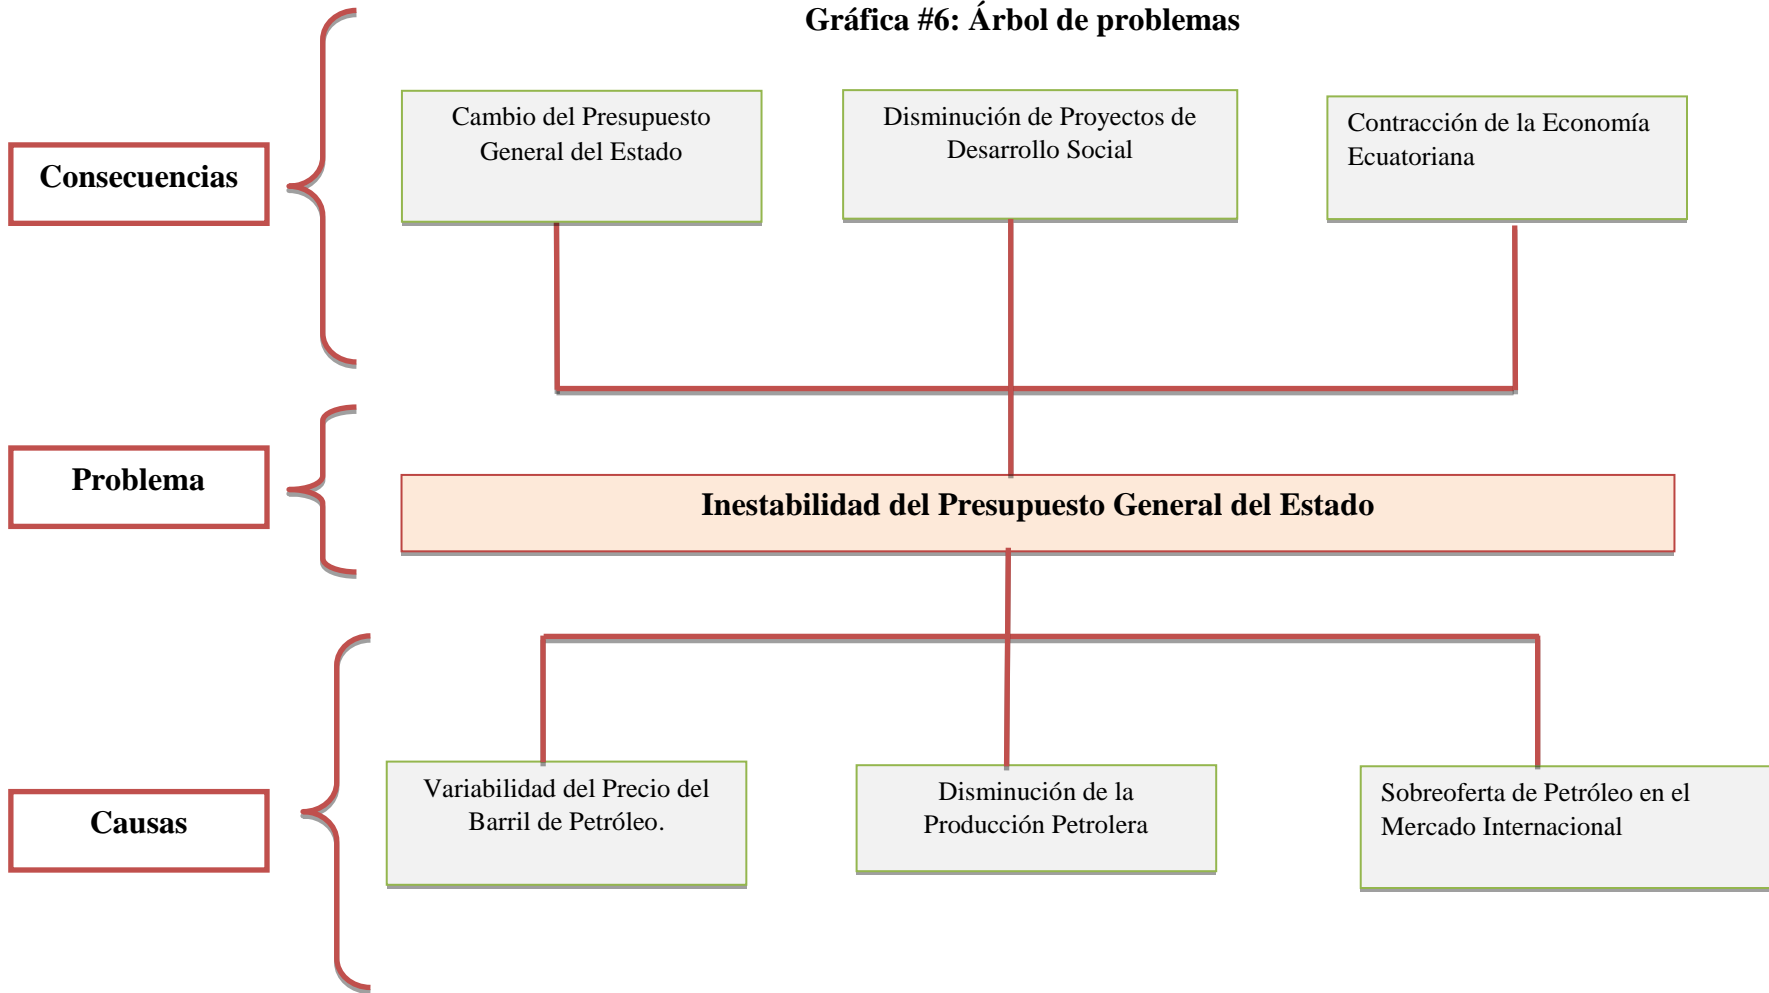 Gráfica #6: Árbol de problemas
Consecuencias
Cambio del Presupuesto
General del Estado
Disminución de Proyectos de
Desarrollo Social
Contracción de la Economía
Ecuatoriana
Problema
Inestabilidad del Presupuesto General del Estado
Causas
Variabilidad del Precio del
Barril de Petróleo.
Disminución de la
Producción Petrolera
Sobreoferta de Petróleo en el
Mercado Internacional